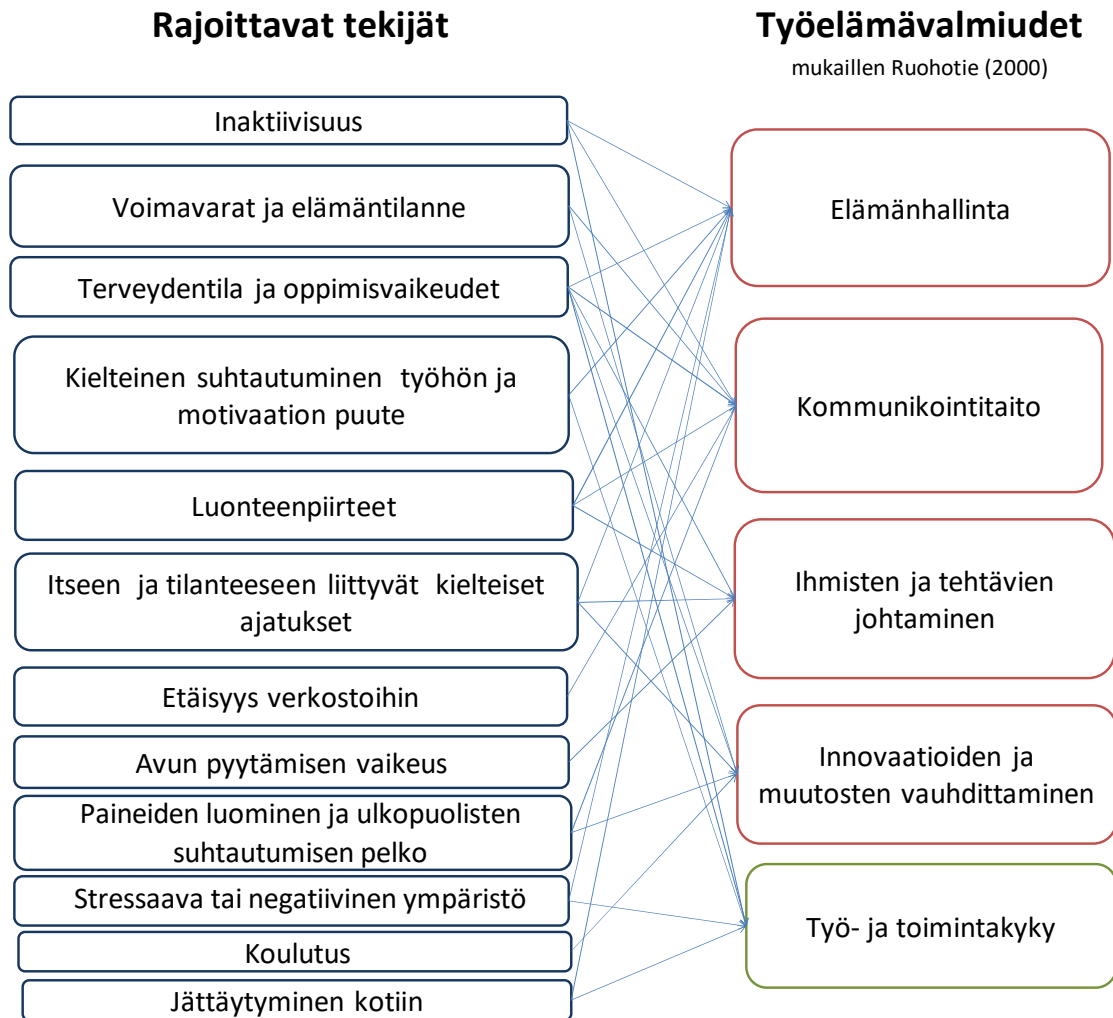 Rajoittavat tekijät
Inaktiivisuus
Voimavarat ja elämäntilanne
Terveydentila ja oppimisvaikeudet
Kielteinen suhtautuminen työhön ja
motivaation puute
Luonteenpiirteet
Itseen ja tilanteeseen liittyvät kielteiset
ajatukset
Etäisyys verkostoihin
Avun pyytämisen vaikeus
Paineiden luominen ja ulkopuolisten
suhtautumisen pelko
Stressaava tai negatiivinen ympäristö
Koulutus
Jättäytyminen kotiin
Työelämävalmiudet
mukaillen Ruohotie (2000)
Elämänhallinta
Kommunikointitaito
Ihmisten ja tehtävien
johtaminen
Innovaatioiden ja
muutosten vauhdittaminen
Työ- ja toimintakyky